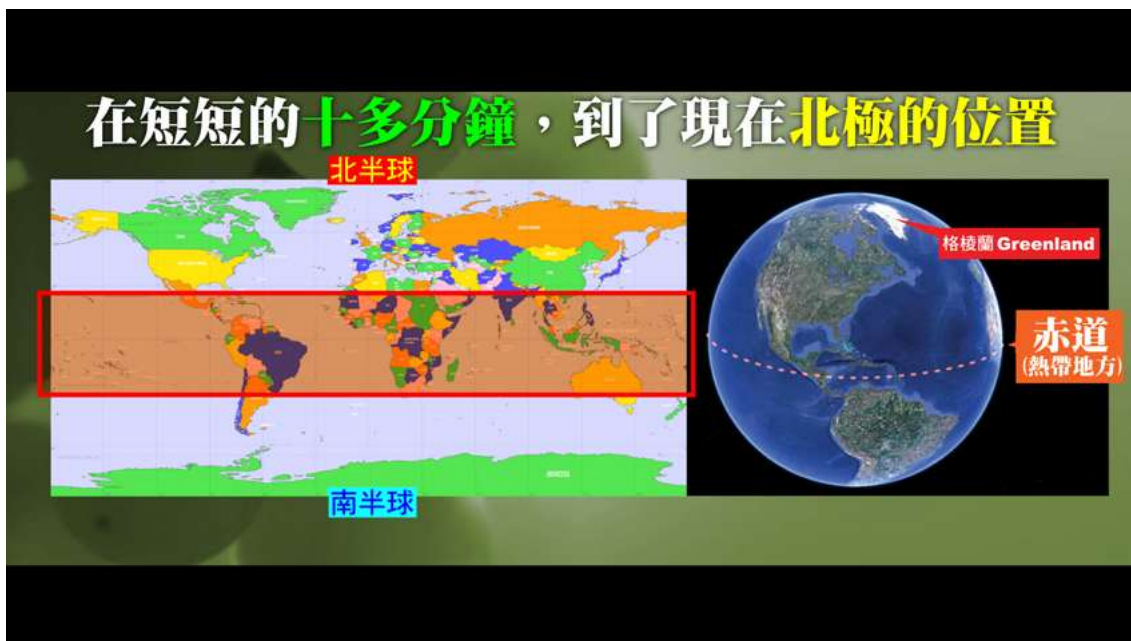 在短短的十多分鐘，到了現在北極的位置
北半球
格棱蘭 Greenland
赤道
(熱帶地方)
南半球